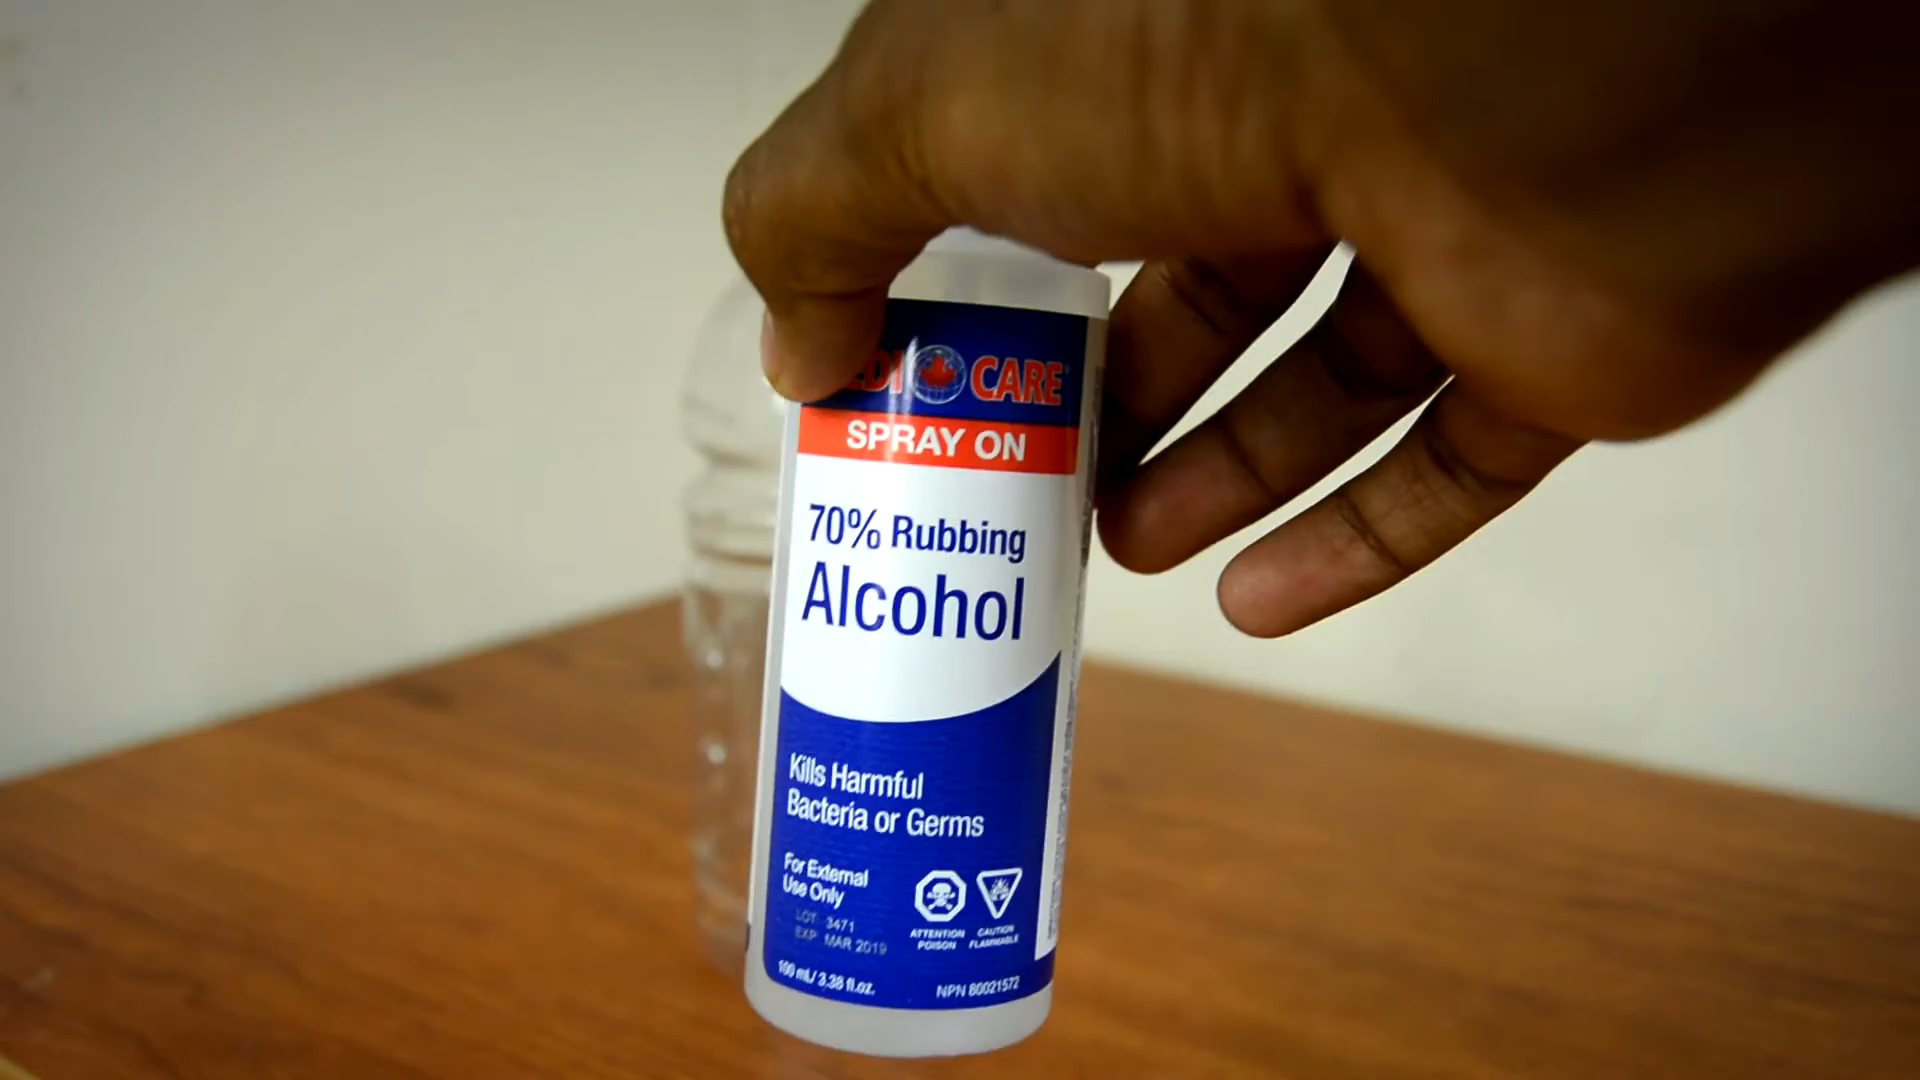 EDI CARE
SPRAY ON
70% Rubbing
Alcohol
Kills Harmful
Bacteria or Germs
For External
Use Only
LOT 3471
EXP MAR 2019
ATTENTION
POISON
CAUTION
FLAMMABLE
100 mL/ 3.38 fl.oz.
NPN 80021572